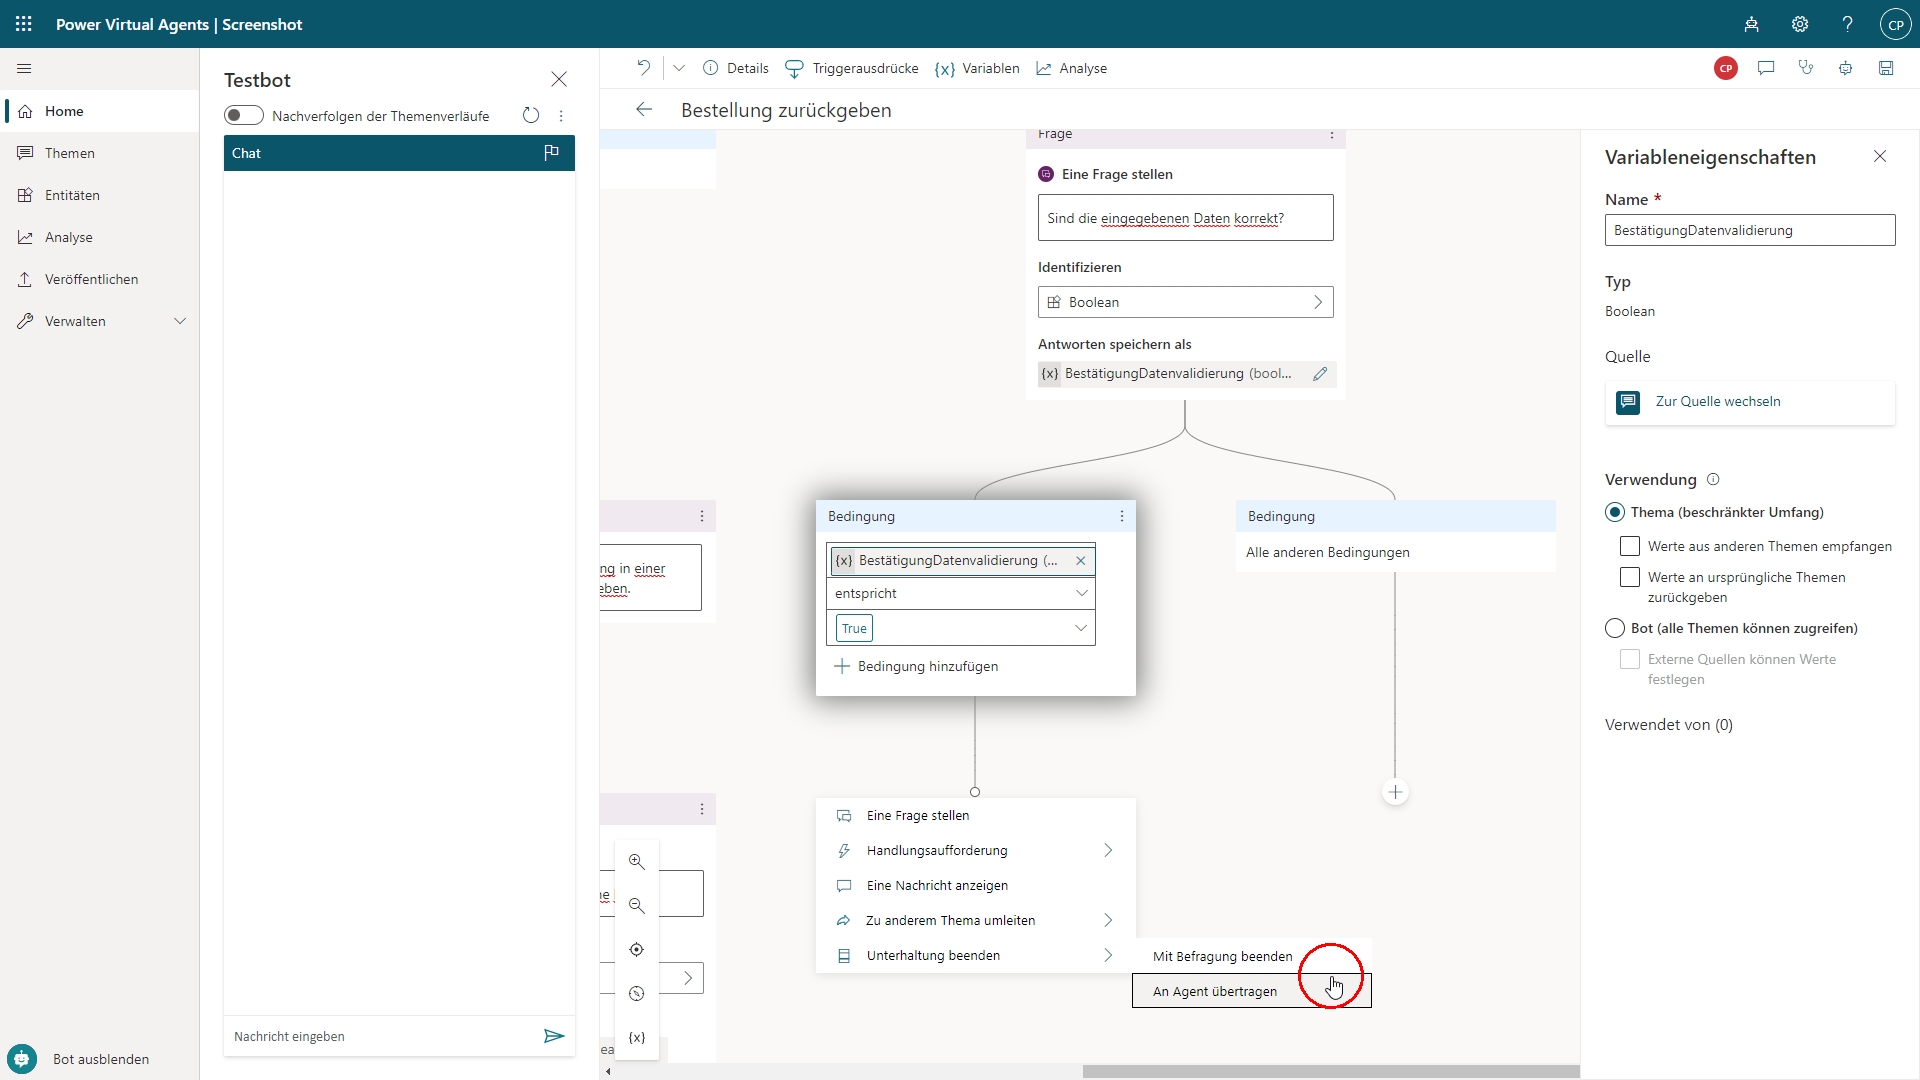 Power Virtual Agents | Screenshot
CP
Home
Themen
Entitäten
Analyse
Veröffentlichen
Verwalten
Bot ausblenden
Testbot
Nachverfolgen der Themenverläufe
Chat
Nachricht eingeben
Details
Triggerausdrücke
{x} Variablen
Analyse
CP
Bestellung zurückgeben
Frage
Eine Frage stellen
Sind die eingegebenen Daten korrekt?
Identifizieren
Boolean
Antworten speichern als
{x} BestätigungDatenvalidierung (bool...
ng in einer
eben.
Bedingung
{x} BestätigungDatenvalidierung (...
entspricht
True
Bedingung hinzufügen
Bedingung
Alle anderen Bedingungen
Eine Frage stellen
Handlungsaufforderung
Eine Nachricht anzeigen
Zu anderem Thema umleiten
Unterhaltung beenden
Mit Befragung beenden
An Agent übertragen
{x}
Variableneigenschaften
Name *
BestätigungDatenvalidierung
Typ
Boolean
Quelle
Zur Quelle wechseln
Verwendung
Thema (beschränkter Umfang)
Werte aus anderen Themen empfangen
Werte an ursprüngliche Themen
zurückgeben
Bot (alle Themen können zugreifen)
Externe Quellen können Werte
festlegen
Verwendet von (0)